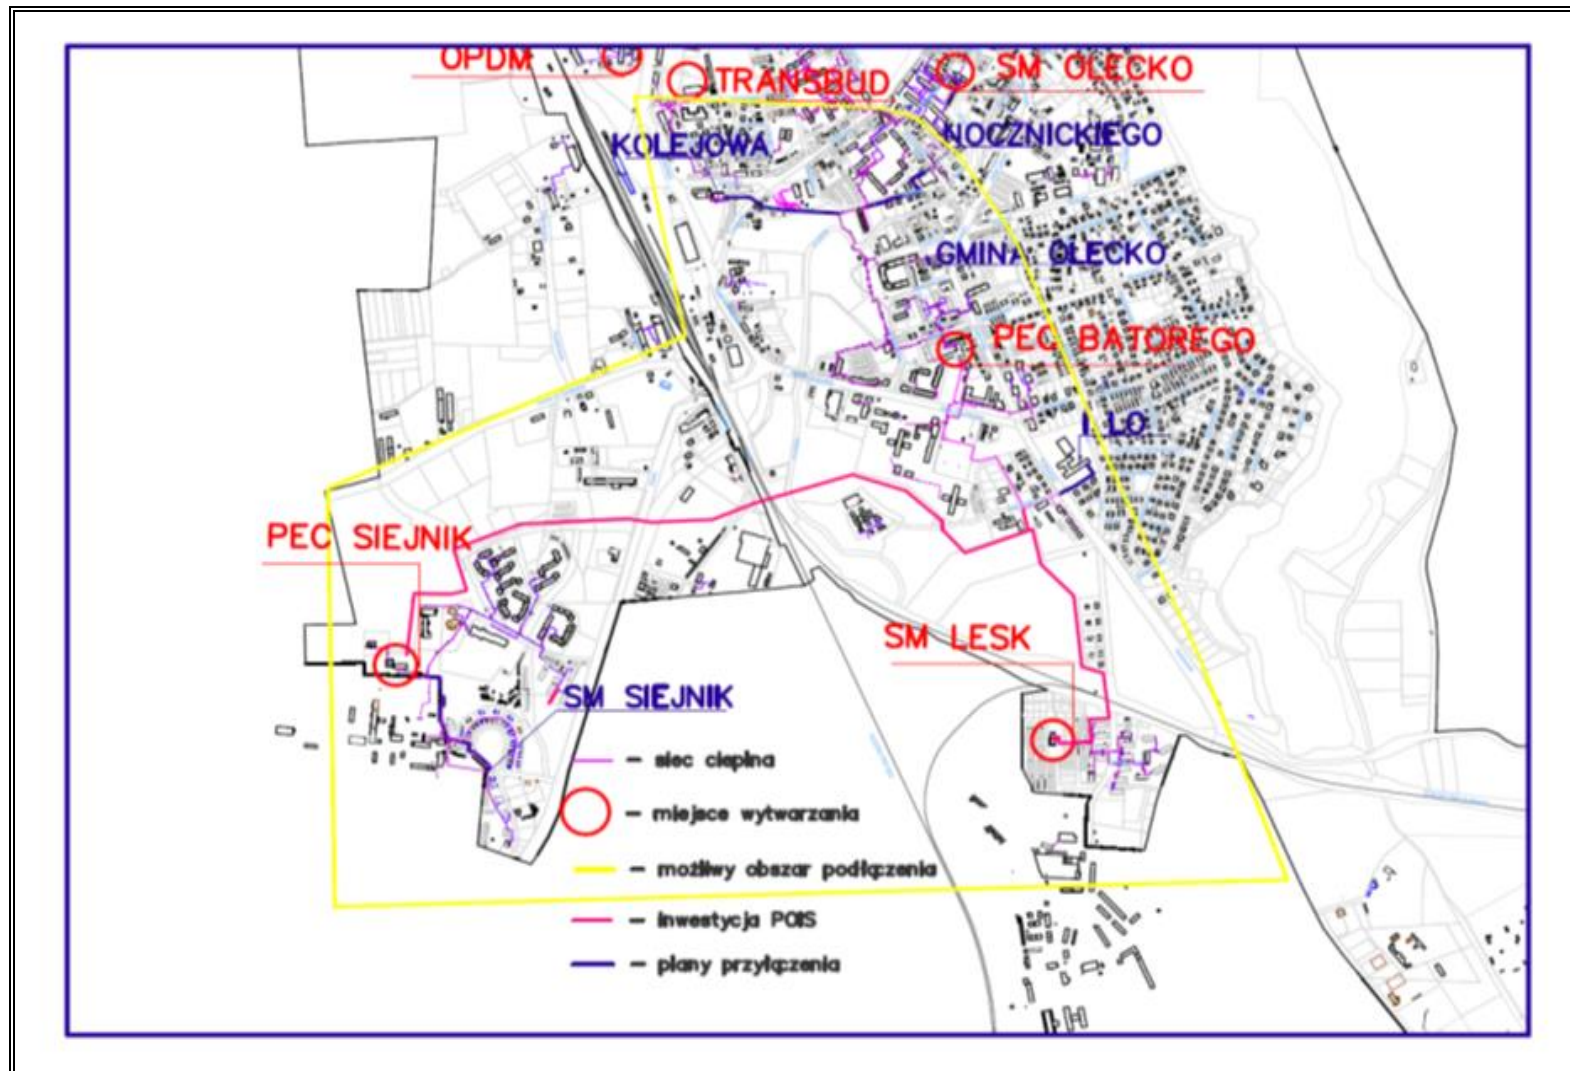 OPDM
TRANSBUD
SM OLECKO
KOLEJOWA
NOCZNICKIEGO
GMINA OLECKO
PEC BATOREGO
I LO
PEC SIEJNIK
SM LESK
SM SIEJNIK
– siec cieplna
– miejsce wytwarzania
– możliwy obszar podłączenia
– inwestycja POIS
– plany przyłączenia